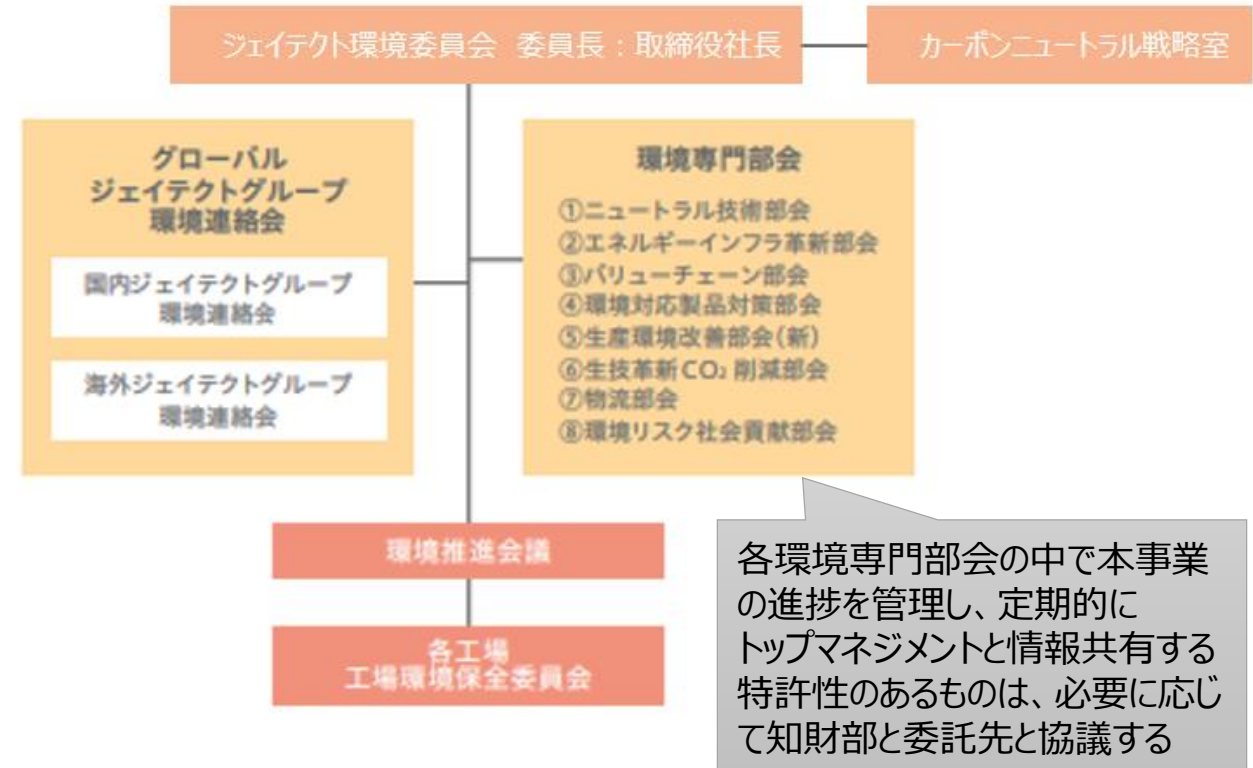 ジェイテクト環境委員会 委員長：取締役社長
カーボンニュートラル戦略室
グローバル
ジェイテクトグループ
環境連絡会
国内ジェイテクトグループ
環境連絡会
海外ジェイテクトグループ
環境連絡会
環境専門部会
①ニュートラル技術部会
②エネルギーインフラ革新部会
③バリューチェーン部会
④環境対応製品対策部会
⑤生産環境改善部会(新)
⑥生技革新CO₂削減部会
⑦物流部会
⑧環境リスク社会貢献部会
環境推進会議
各工場
工場環境保全委員会
各環境専門部会の中で本事業
の進捗を管理し、定期的に
トップマネジメントと情報共有する
特許性のあるものは、必要に応じ
て知財部と委託先と協議する